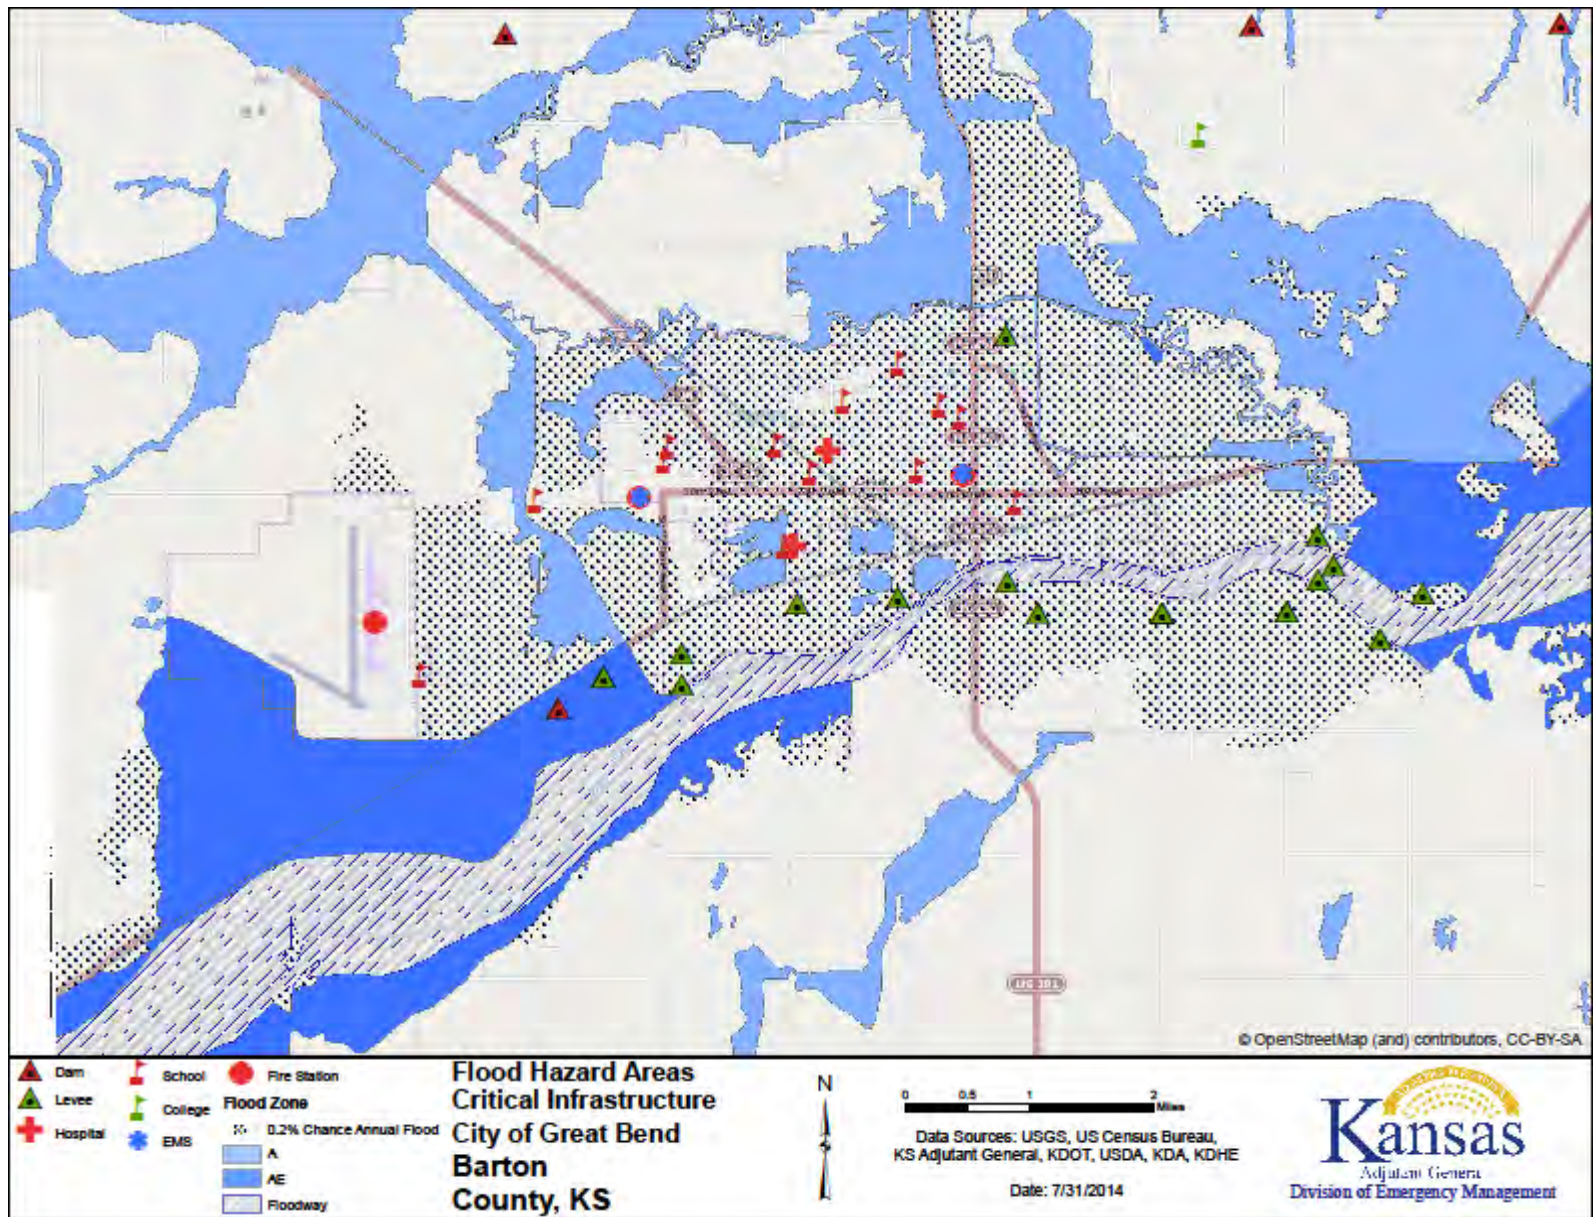 US 281
© OpenStreetMap (and) contributors, CC-BY-SA
Dam
School
Fire Station
Levee
College
Flood Zone
Hospital
EMS
0.2% Chance Annual Flood
A
AE
Floodway
Flood Hazard Areas
Critical Infrastructure
City of Great Bend
Barton
County, KS
N
0 0.5 1 2
Miles
Data Sources: USGS, US Census Bureau,
KS Adjutant General, KDOT, USDA, KDA, KDHE
Date: 7/31/2014
Kansas
Adjutant General
Division of Emergency Management